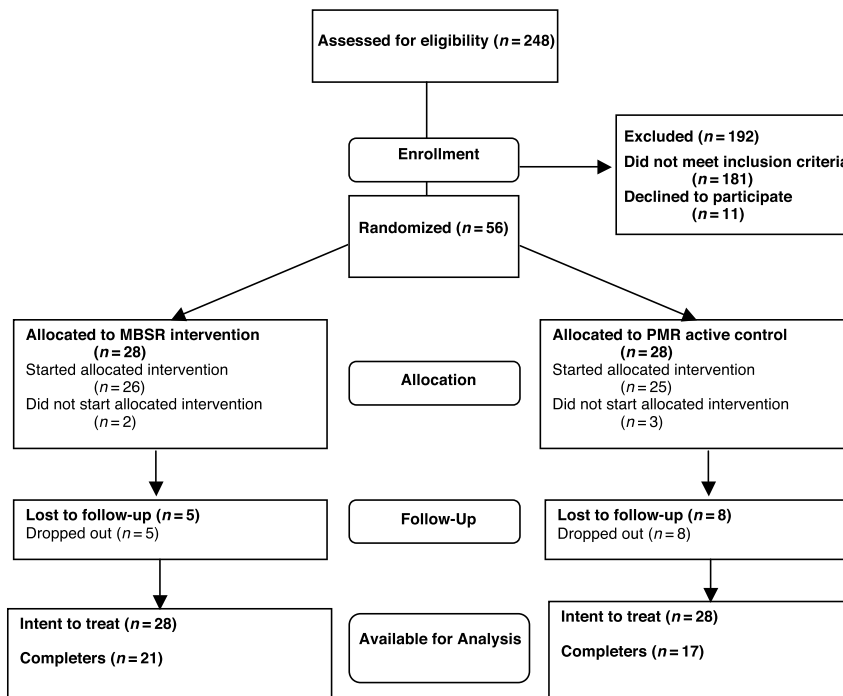 Assessed for eligibility (n = 248)
Enrollment
Excluded (n = 192)
Did not meet inclusion criteria
(n = 181)
Declined to participate
(n = 11)
Randomized (n = 56)
Allocated to MBSR intervention
(n = 28)
Started allocated intervention
(n = 26)
Did not start allocated intervention
(n = 2)
Allocation
Allocated to PMR active control
(n = 28)
Started allocated intervention
(n = 25)
Did not start allocated intervention
(n = 3)
Lost to follow-up (n = 5)
Dropped out (n = 5)
Follow-Up
Lost to follow-up (n = 8)
Dropped out (n = 8)
Intent to treat (n = 28)
Completers (n = 21)
Available for Analysis
Intent to treat (n = 28)
Completers (n = 17)